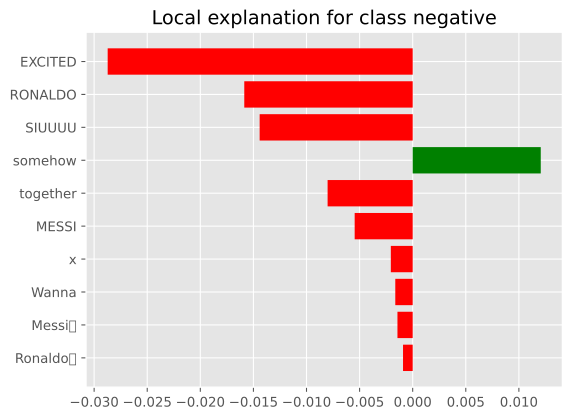 Local explanation for class negative
EXCITED
RONALDO
SIUUUU
somehow
together
MESSI
x
Wanna
Messi▯
Ronaldo▯
−0.030 −0.025 −0.020 −0.015 −0.010 −0.005 0.000 0.005 0.010